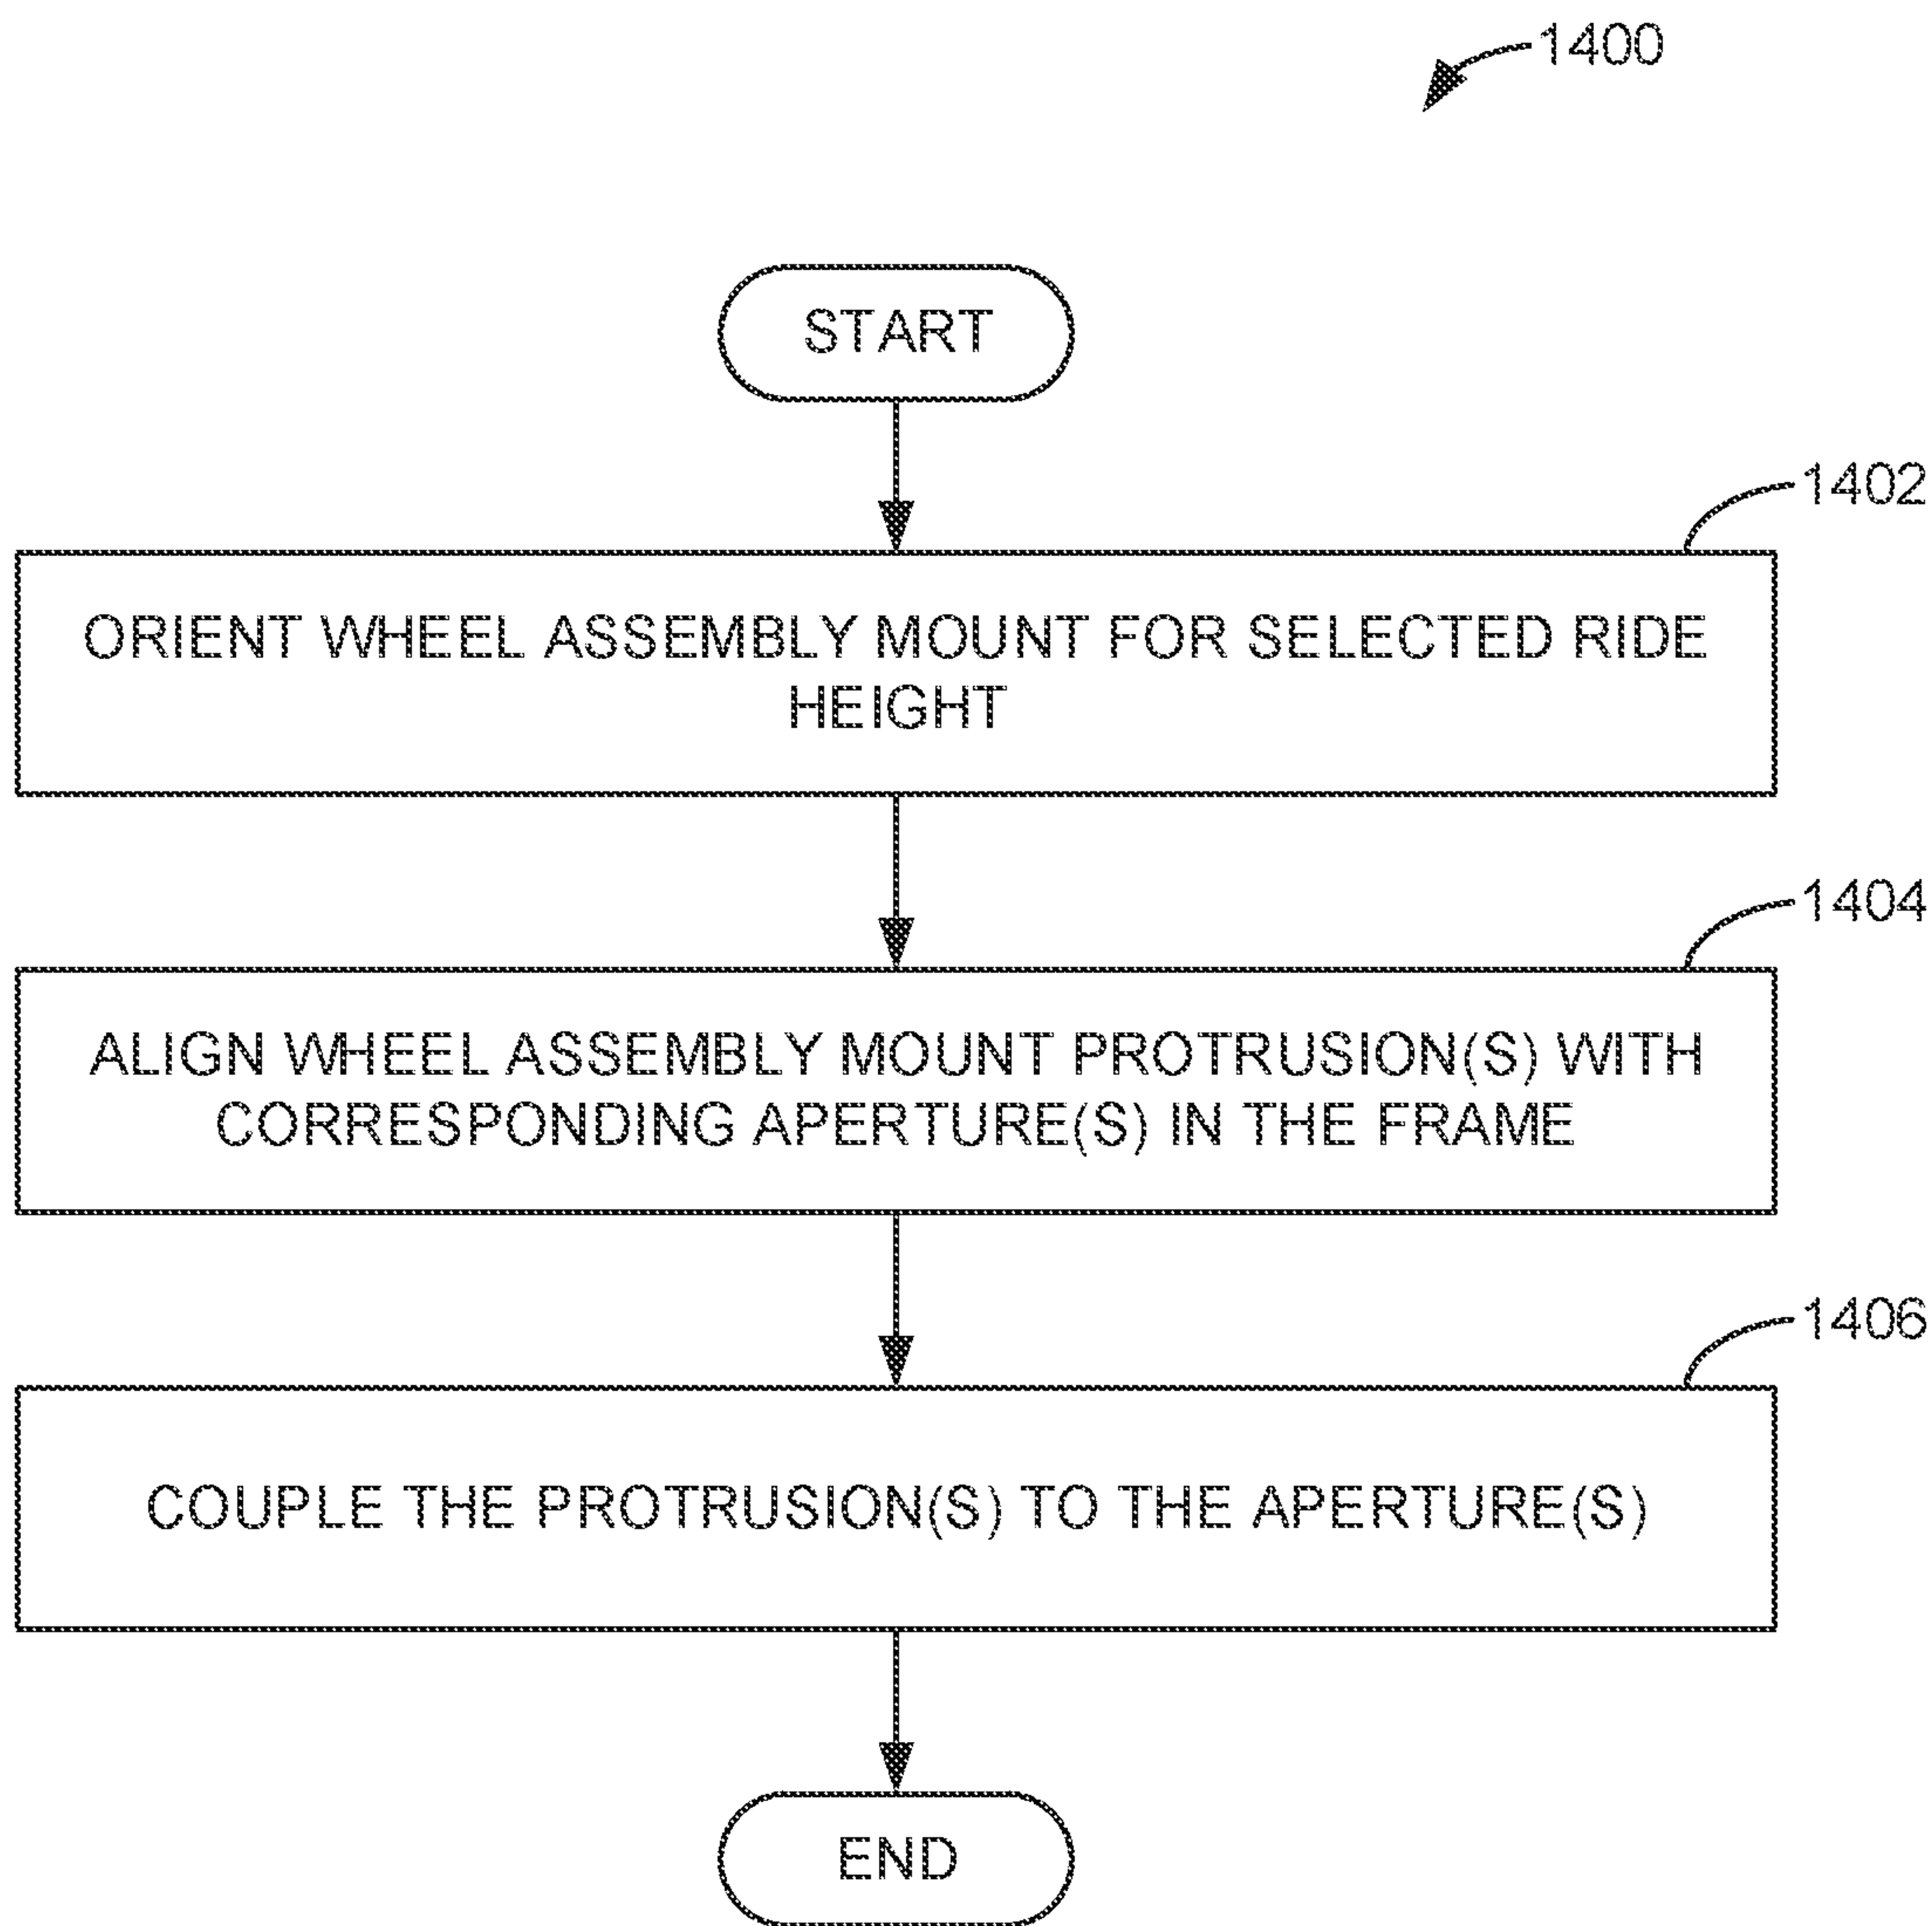 1400
START
1402
ORIENT WHEEL ASSEMBLY MOUNT FOR SELECTED RIDE
HEIGHT
1404
ALIGN WHEEL ASSEMBLY MOUNT PROTRUSION(S) WITH
CORRESPONDING APERTURE(S) IN THE FRAME
1406
COUPLE THE PROTRUSION(S) TO THE APERTURE(S)
END